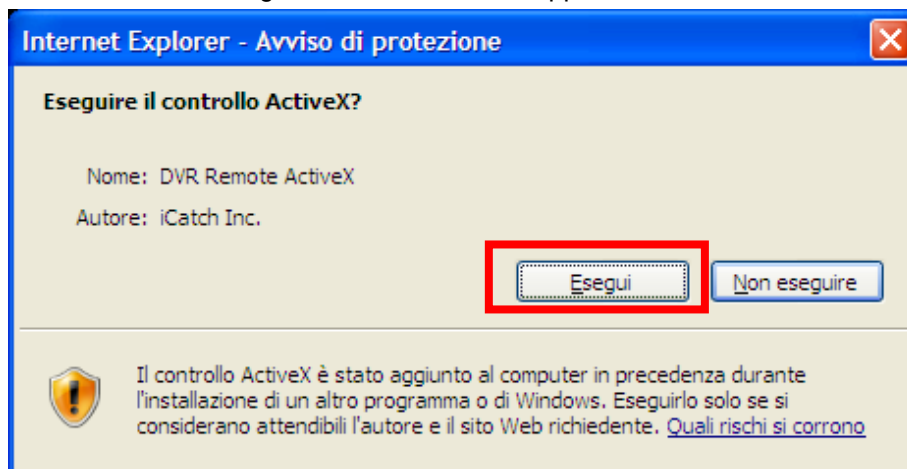 Internet Explorer - Avviso di protezione
Eseguire il controllo ActiveX?
Nome: DVR Remote ActiveX
Autore: iCatch Inc.
Esegui
Non eseguire
Il controllo ActiveX è stato aggiunto al computer in precedenza durante
l'installazione di un altro programma o di Windows. Eseguirlo solo se si
considerano attendibili l'autore e il sito Web richiedente. Quali rischi si corrono